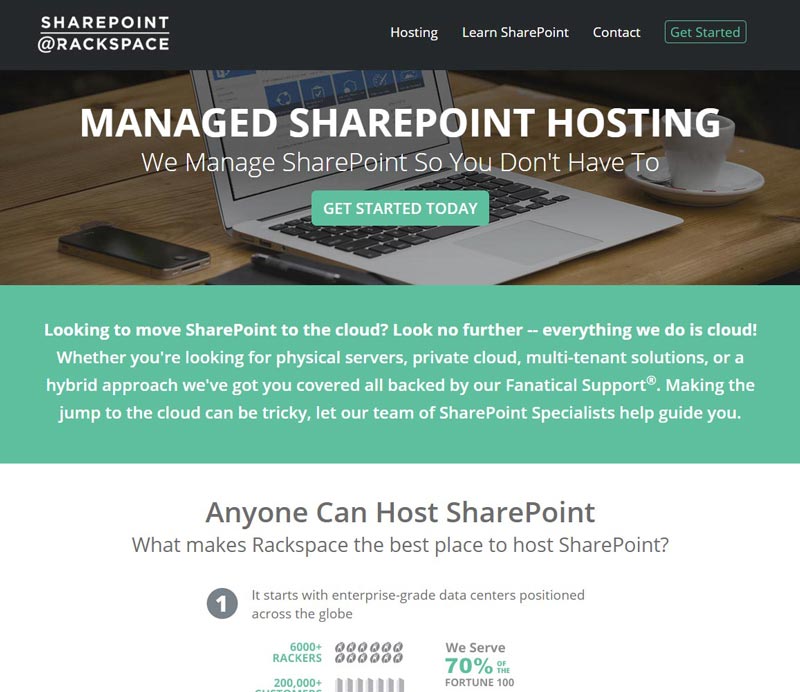 SHAREPOINT
@RACKSPACE
Hosting
Learn SharePoint
Contact
Get Started
MANAGED SHAREPOINT HOSTING
We Manage SharePoint So You Don't Have To
GET STARTED TODAY
Looking to move SharePoint to the cloud? Look no further -- everything we do is cloud!
Whether you're looking for physical servers, private cloud, multi-tenant solutions, or a
hybrid approach we've got you covered all backed by our Fanatical Support®. Making the
jump to the cloud can be tricky, let our team of SharePoint Specialists help guide you.
Anyone Can Host SharePoint
What makes Rackspace the best place to host SharePoint?
1
It starts with enterprise-grade data centers positioned
across the globe
6000+
RACKERS
200,000+
CUSTOMERS
We Serve
70% OF THE
FORTUNE 100